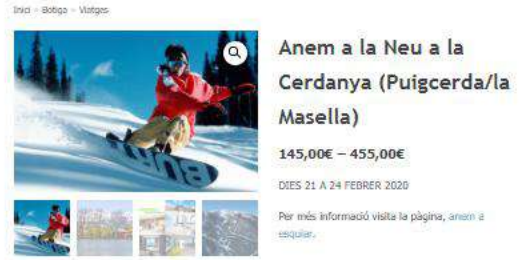 Inici » Botiga » Viatges
Anem a la Neu a la
Cerdanya (Puigcerda/la
Masella)
145,00€ – 455,00€
DIES 21 A 24 FEBRER 2020
Per més informació visita la pàgina, anem a
esquiar.